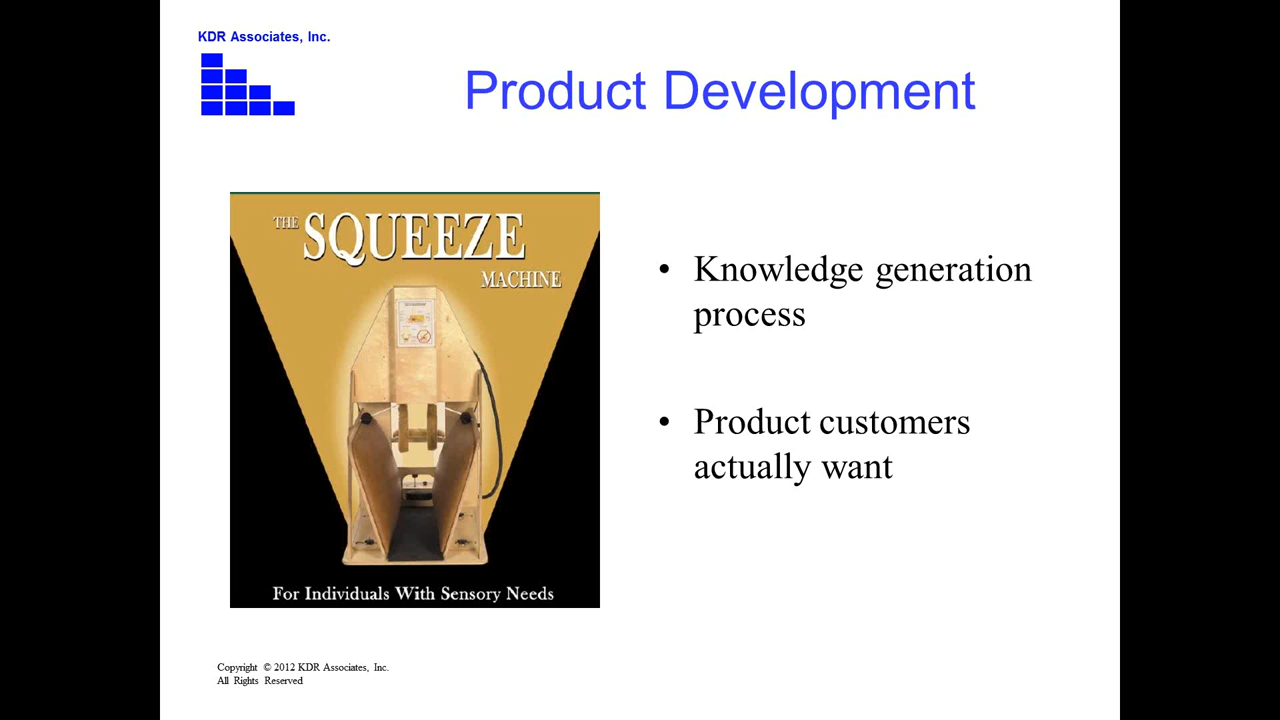 KDR Associates, Inc.
Product Development
THE SQUEEZE
MACHINE
For Individuals With Sensory Needs
• Knowledge generation
process
• Product customers
actually want
Copyright © 2012 KDR Associates, Inc.
All Rights Reserved